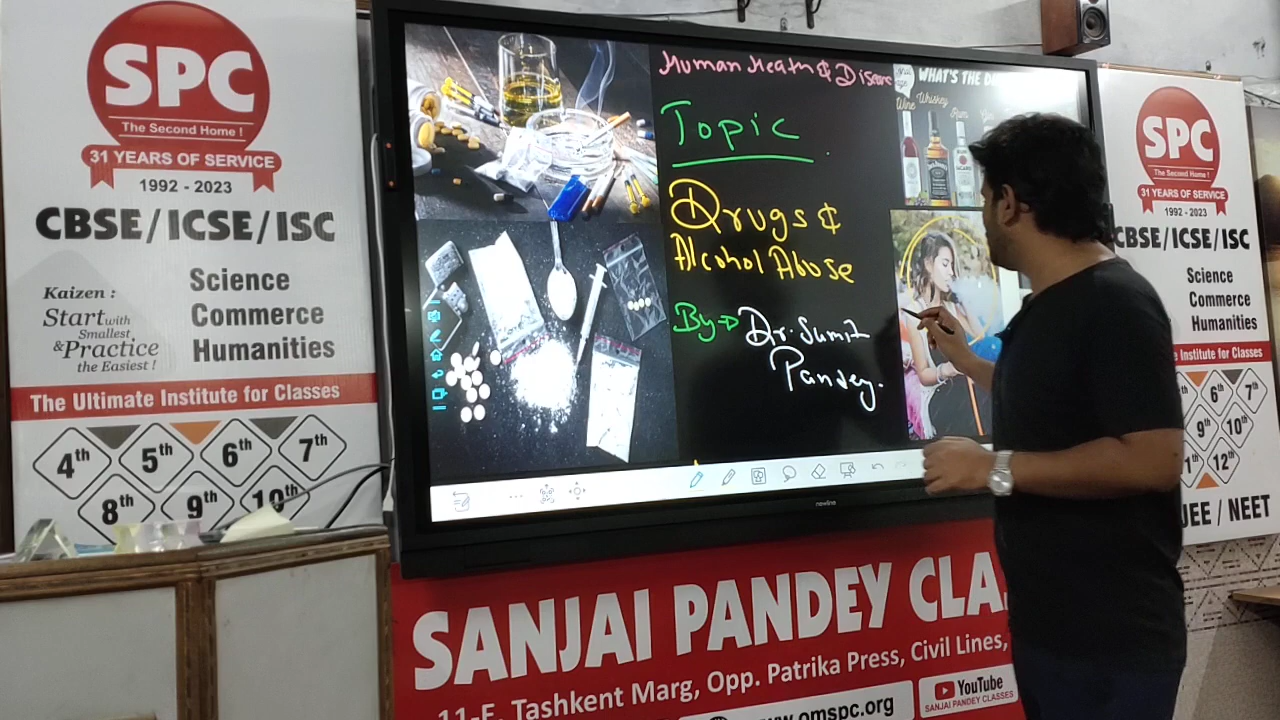 SPC
The Second Home !
31 YEARS OF SERVICE
1992 - 2023
CBSE/ICSE/ISC
Kaizen :
Start with
Smallest
& Practice
the Easiest !
Science
Commerce
Humanities
The Ultimate Institute for Classes
4th 5th 6th 7th
8th 9th 10th
Human Heath & Disease
Topic
Drugs &
Alcohol Abuse
By → Dr. Sumit
Pandey.
WHAT'S THE
Wine Whiskey Rum
newline
SANJAI PANDEY CLA
11-E, Tashkent Marg, Opp. Patrika Press, Civil Lines,
www.omspc.org
YouTube
SANJAI PANDEY CLASSES
SPC
The Second Home !
31 YEARS OF SERVICE
1992 - 2023
CBSE/ICSE/ISC
Science
Commerce
Humanities
Institute for Classes
6th 7th
9th 10th
12th
JEE / NEET